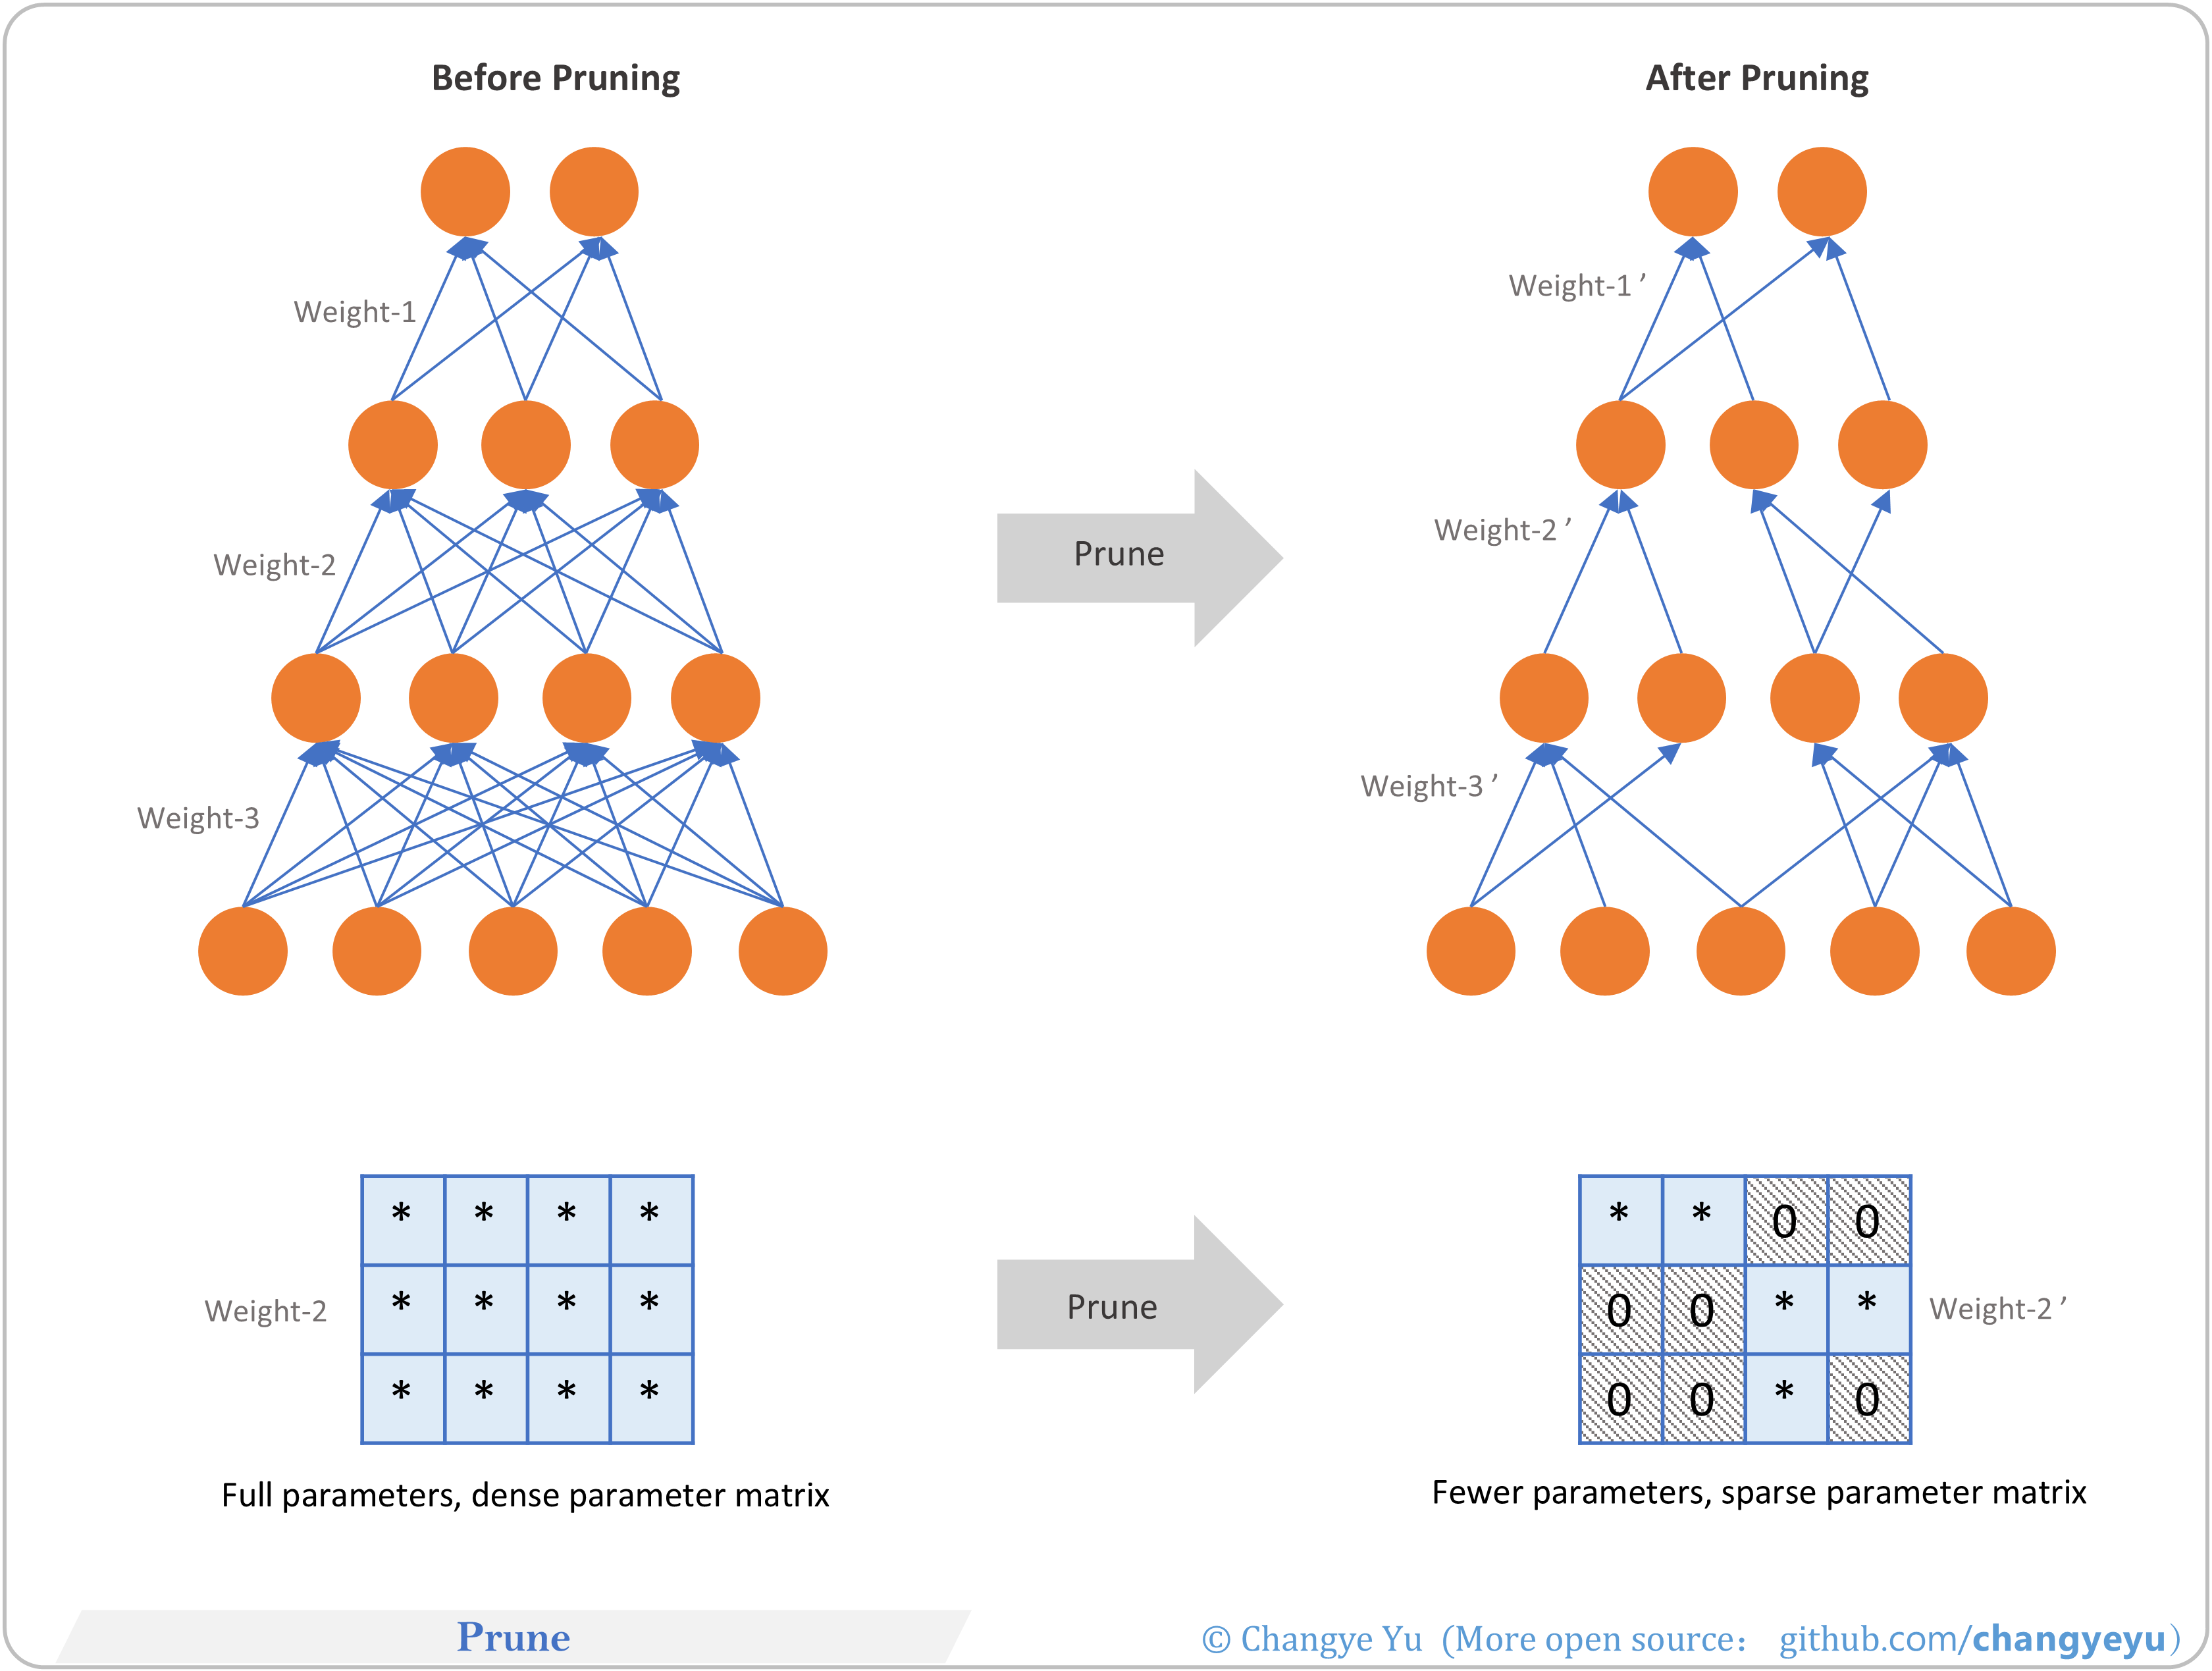 Before Pruning
After Pruning
Weight-1
Weight-1 ’
Weight-2
Prune
Weight-2 ’
Weight-3
Weight-3 ’
* * * *
* * * *
* * * *
Weight-2
Full parameters, dense parameter matrix
Prune
* * 0 0
0 0 * *
0 0 * 0
Weight-2 ’
Fewer parameters, sparse parameter matrix
Prune
© Changye Yu (More open source： github.com/changyeyu）